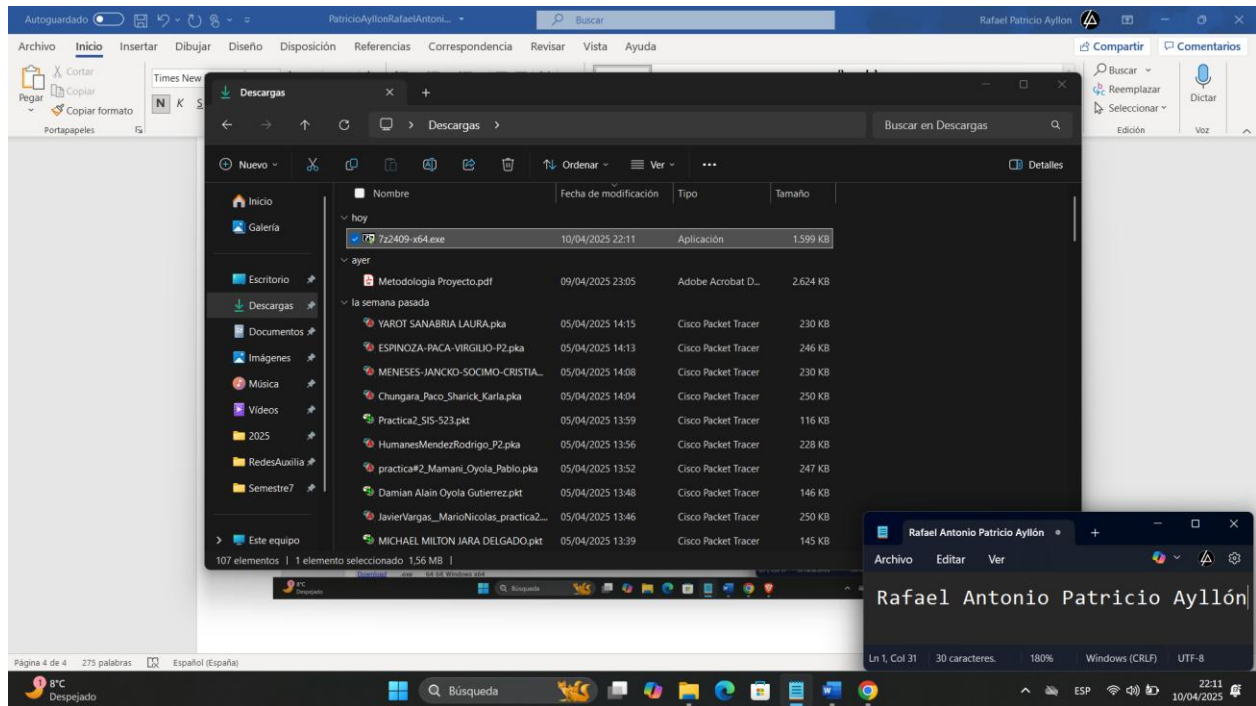 Autoguardado
PatricioAyllonRafaelAntoni...
Buscar
Rafael Patricio Ayllon
Archivo Inicio Insertar Dibujar Diseño Disposición Referencias Correspondencia Revisar Vista Ayuda
Compartir Comentarios
Pegar
Cortar
Copiar
Copiar formato
Portapapeles
Times New
N K S
Buscar
Reemplazar
Seleccionar
Edición
Dictar
Voz
Descargas
Descargas
Buscar en Descargas
Nuevo Ordenar Ver ... Detalles
Inicio
Galería
Escritorio
Descargas
Documentos
Imágenes
Música
Vídeos
2025
RedesAuxilia
Semestre7
Este equipo
Nombre Fecha de modificación Tipo Tamaño
hoy
7z2409-x64.exe 10/04/2025 22:11 Aplicación 1.599 KB
ayer
Metodologia Proyecto.pdf 09/04/2025 23:05 Adobe Acrobat D... 2.624 KB
la semana pasada
YAROT SANABRIA LAURA.pka 05/04/2025 14:15 Cisco Packet Tracer 230 KB
ESPINOZA-PACA-VIRGILIO-P2.pka 05/04/2025 14:13 Cisco Packet Tracer 246 KB
MENESES-JANCKO-SOCIMO-CRISTIA... 05/04/2025 14:08 Cisco Packet Tracer 230 KB
Chungara_Paco_Sharick_Karla.pka 05/04/2025 14:04 Cisco Packet Tracer 250 KB
Practica2_SIS-523.pkt 05/04/2025 13:59 Cisco Packet Tracer 116 KB
HumanesMendezRodrigo_P2.pka 05/04/2025 13:56 Cisco Packet Tracer 228 KB
practica#2_Mamani_Oyola_Pablo.pka 05/04/2025 13:52 Cisco Packet Tracer 247 KB
Damian Alain Oyola Gutierrez.pkt 05/04/2025 13:48 Cisco Packet Tracer 146 KB
JavierVargas__MarioNicolas_practica2... 05/04/2025 13:46 Cisco Packet Tracer 250 KB
MICHAEL MILTON JARA DELGADO.pkt 05/04/2025 13:39 Cisco Packet Tracer 145 KB
107 elementos | 1 elemento seleccionado 1,56 MB |
Download .exe 64-bit Windows x64
8°C
Despejado
Búsqueda
Rafael Antonio Patricio Ayllón
Archivo Editar Ver
Rafael Antonio Patricio Ayllón
Ln 1, Col 31 30 caracteres. 180% Windows (CRLF) UTF-8
Página 4 de 4 275 palabras Español (España)
1
8°C
Despejado
Búsqueda
ESP
22:11
10/04/2025